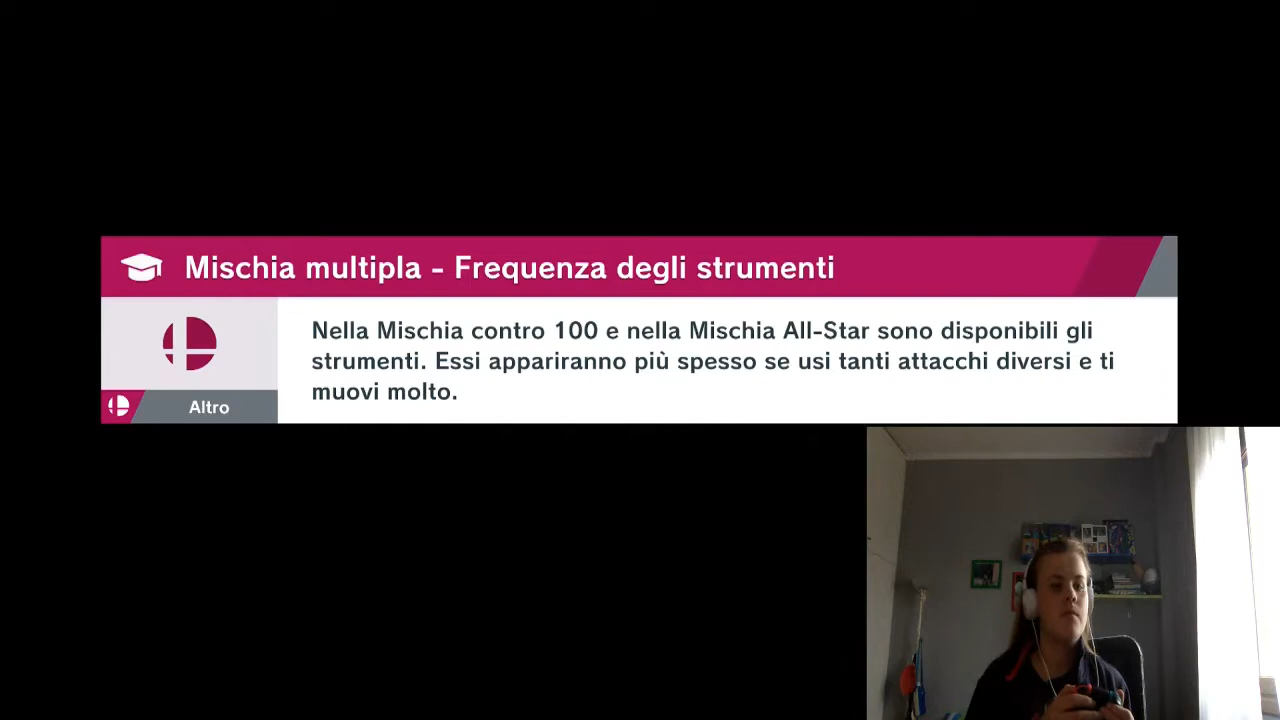 Mischia multipla - Frequenza degli strumenti
Nella Mischia contro 100 e nella Mischia All-Star sono disponibili gli
strumenti. Essi appariranno più spesso se usi tanti attacchi diversi e ti
muovi molto.
Altro